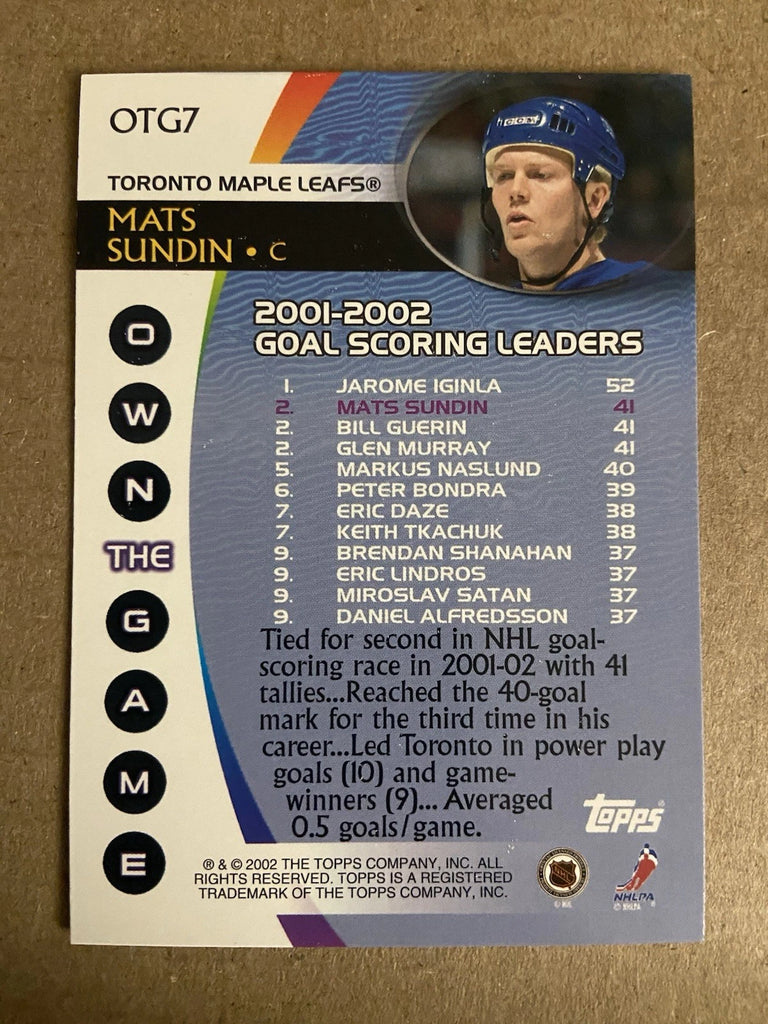 OTG7
TORONTO MAPLE LEAFS®
MATS
SUNDIN • C
CCM
OWN THE GAME
2001-2002
GOAL SCORING LEADERS
1. JAROME IGINLA 52
2. MATS SUNDIN 41
2. BILL GUERIN 41
2. GLEN MURRAY 41
5. MARKUS NASLUND 40
6. PETER BONDRA 39
7. ERIC DAZE 38
7. KEITH TKACHUK 38
9. BRENDAN SHANAHAN 37
9. ERIC LINDROS 37
9. MIROSLAV SATAN 37
9. DANIEL ALFREDSSON 37
Tied for second in NHL goal-
scoring race in 2001-02 with 41
tallies...Reached the 40-goal
mark for the third time in his
career...Led Toronto in power play
goals (10) and game-
winners (9)... Averaged
0.5 goals/game.
topps®
® & © 2002 THE TOPPS COMPANY, INC. ALL
RIGHTS RESERVED. TOPPS IS A REGISTERED
TRADEMARK OF THE TOPPS COMPANY, INC.
NHL
© NHL
NHLPA®
© NHLPA